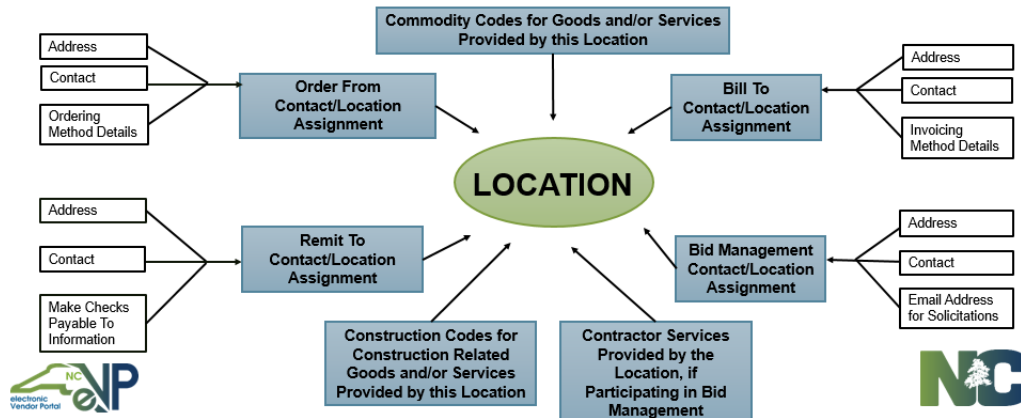 Commodity Codes for Goods and/or Services
Provided by this Location
Address
Contact
Ordering
Method Details
Order From
Contact/Location
Assignment
Bill To
Contact/Location
Assignment
Address
Contact
Invoicing
Method Details
LOCATION
Address
Contact
Make Checks
Payable To
Information
Remit To
Contact/Location
Assignment
Bid Management
Contact/Location
Assignment
Address
Contact
Email Address
for Solicitations
Construction Codes for
Construction Related
Goods and/or Services
Provided by this Location
Contractor Services
Provided by the
Location, if
Participating in Bid
Management
NC
eVP
electronic
Vendor Portal
NC